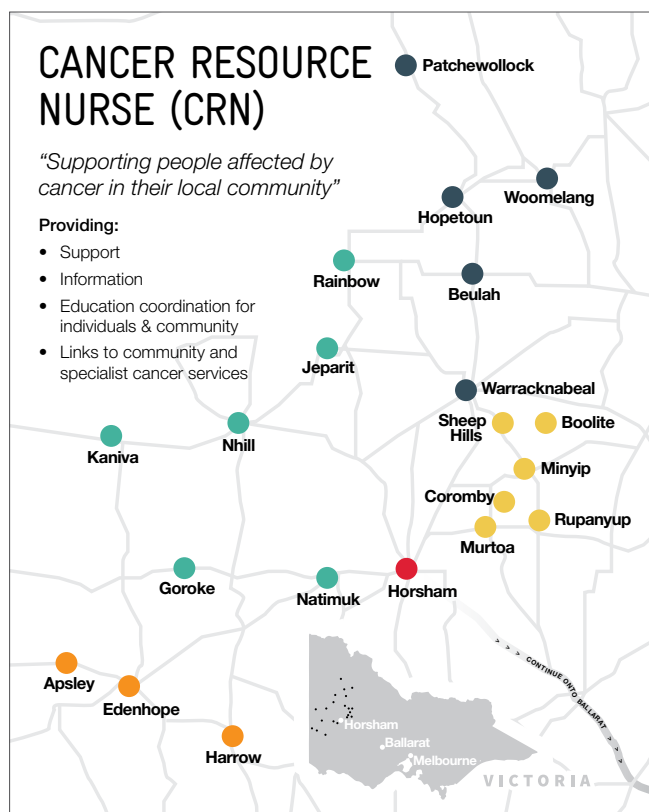 CANCER RESOURCE
NURSE (CRN)
“Supporting people affected by
cancer in their local community”
Providing:
• Support
• Information
• Education coordination for
individuals & community
• Links to community and
specialist cancer services
Patchewollock
Woomelang
Hopetoun
Rainbow
Beulah
Jeparit
Warracknabeal
Sheep
Hills
Boolite
Nhill
Kaniva
Minyip
Coromby
Rupanyup
Murtoa
Goroke
Natimuk
Horsham
Apsley
Edenhope
Harrow
> > > CONTINUE ONTO BALLARAT > > >
Horsham
Ballarat
Melbourne
VICTORIA